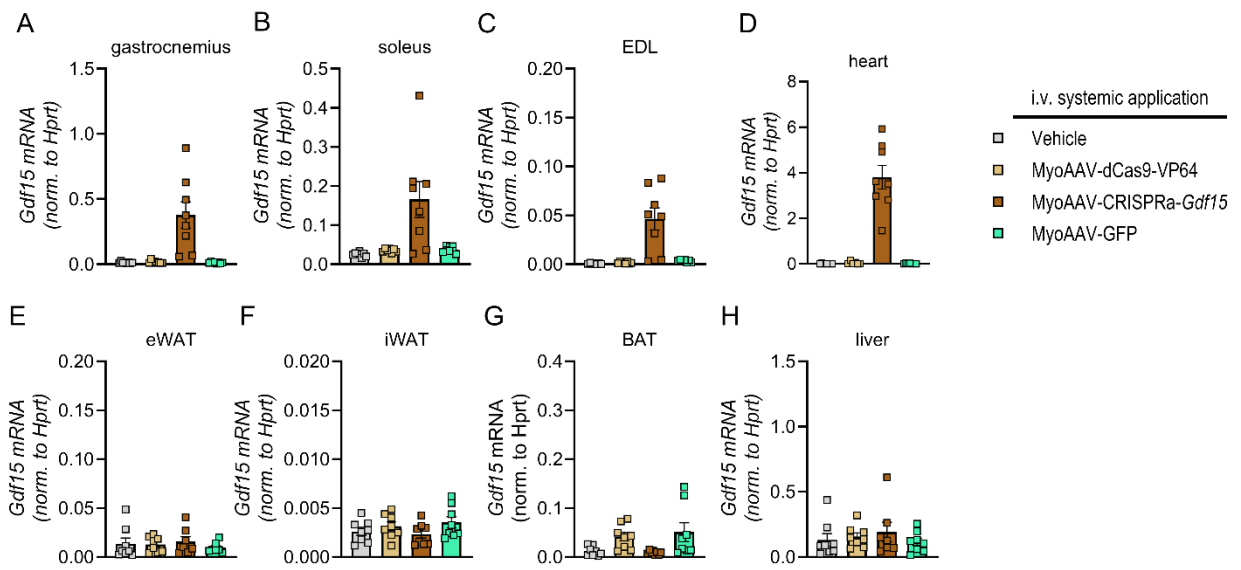 A
gastrocnemius
Gdf15 mRNA
(norm. to Hprt)
1.5
1.0
0.5
0.0
B
soleus
Gdf15 mRNA
(norm. to Hprt)
0.5
0.4
0.3
0.2
0.1
0.0
C
EDL
Gdf15 mRNA
(norm. to Hprt)
0.20
0.15
0.10
0.05
0.00
D
heart
Gdf15 mRNA
(norm. to Hprt)
8
6
4
2
0
i.v. systemic application
Vehicle
MyoAAV-dCas9-VP64
MyoAAV-CRISPRa-Gdf15
MyoAAV-GFP
E
eWAT
Gdf15 mRNA
(norm. to Hprt)
0.20
0.15
0.10
0.05
0.00
F
iWAT
Gdf15 mRNA
(norm. to Hprt)
0.020
0.015
0.010
0.005
0.000
G
BAT
Gdf15 mRNA
(norm. to Hprt)
0.4
0.3
0.2
0.1
0.0
H
liver
Gdf15 mRNA
(norm. to Hprt)
1.5
1.0
0.5
0.0